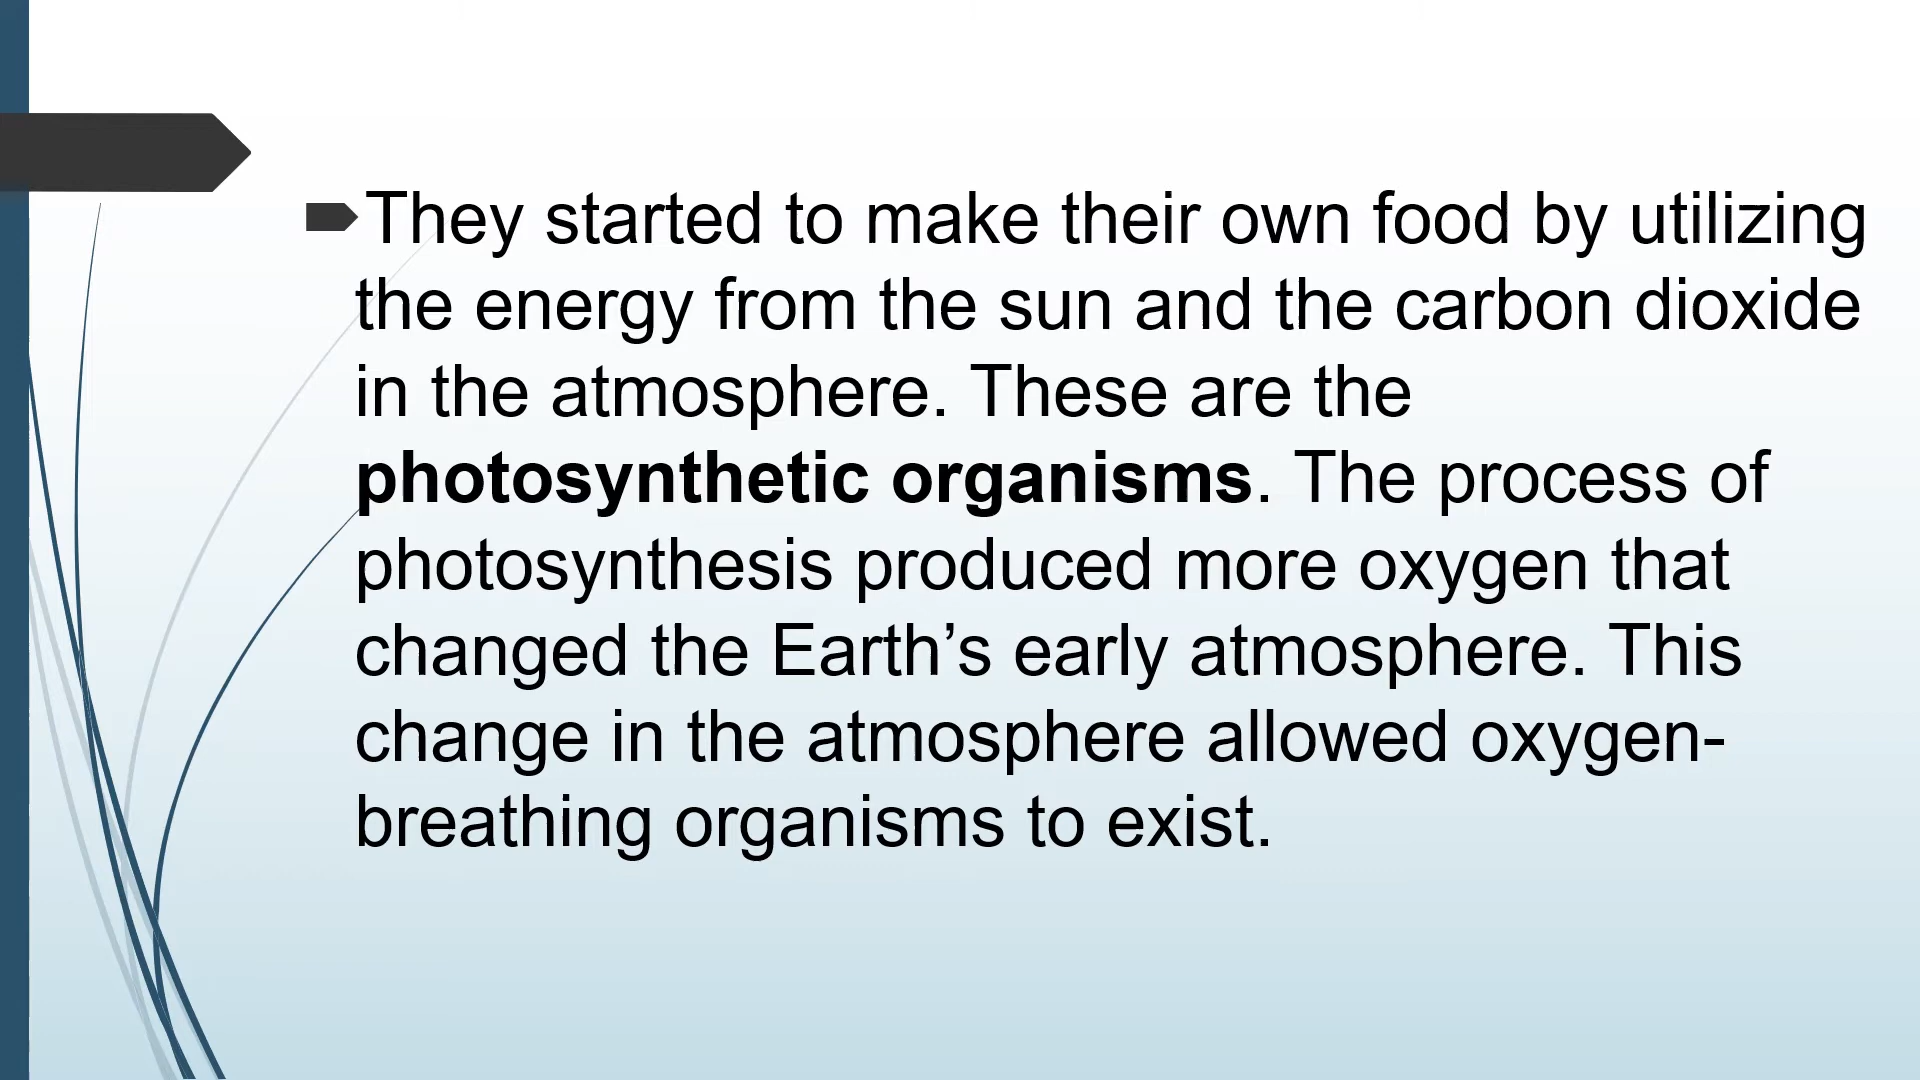 They started to make their own food by utilizing
the energy from the sun and the carbon dioxide
in the atmosphere. These are the
photosynthetic organisms. The process of
photosynthesis produced more oxygen that
changed the Earth’s early atmosphere. This
change in the atmosphere allowed oxygen-
breathing organisms to exist.